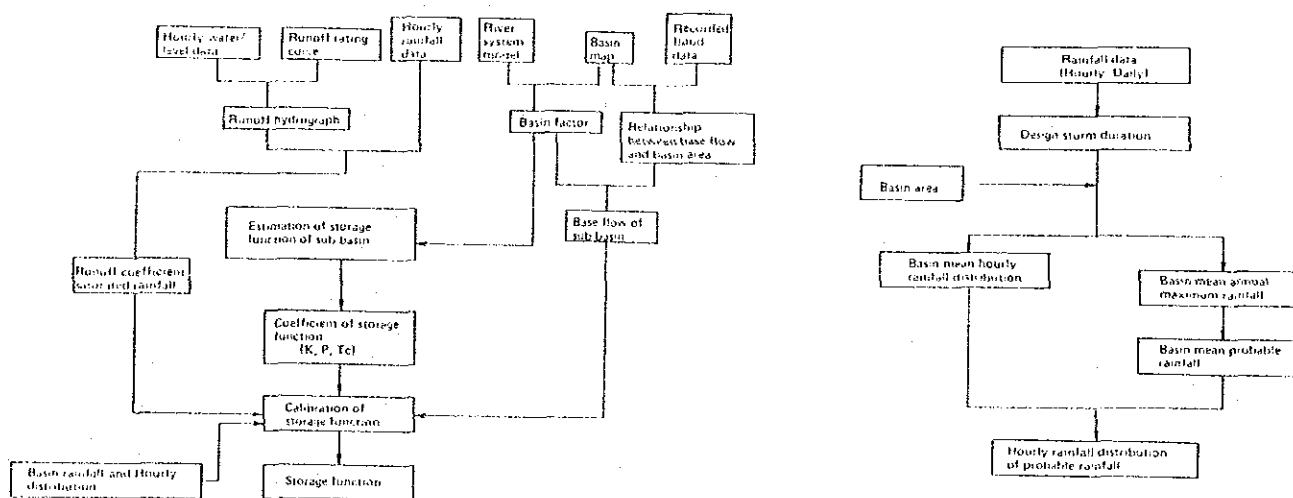 Hourly water/
level data
Runoff rating
curve
Hourly
rainfall
data
River
system
model
Basin
map
Recorded
flood
data
Runoff hydrograph
Basin factor
Relationship
between base flow
and basin area
Estimation of storage
function of sub basin
Base flow of
sub basin
Runoff coefficient
saturated rainfall
Coefficient of storage
function
(K, P, Tc)
Calibration of
storage function
Basin rainfall and Hourly
distribution
Storage function
Rainfall data
(Hourly Daily)
Design storm duration
Basin area
Basin mean hourly
rainfall distribution
Basin mean annual
maximum rainfall
Basin mean probable
rainfall
Hourly rainfall distribution
of probable rainfall